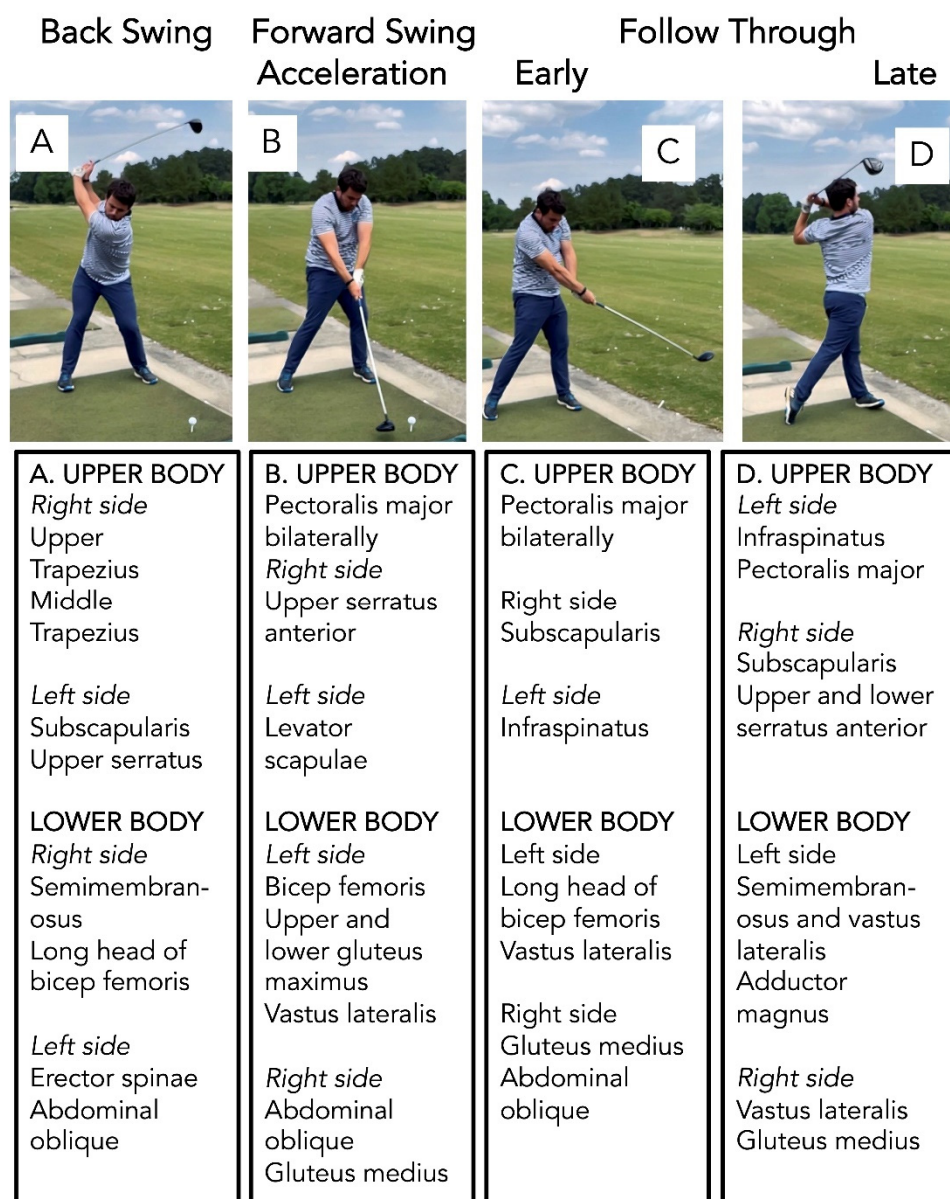 Back Swing
Forward Swing
Acceleration
Follow Through
Early
Late
A
B
C
D
A. UPPER BODY
Right side
Upper
Trapezius
Middle
Trapezius
Left side
Subscapularis
Upper serratus
LOWER BODY
Right side
Semimembran-
osus
Long head of
bicep femoris
Left side
Erector spinae
Abdominal
oblique
B. UPPER BODY
Pectoralis major
bilaterally
Right side
Upper serratus
anterior
Left side
Levator
scapulae
LOWER BODY
Left side
Bicep femoris
Upper and
lower gluteus
maximus
Vastus lateralis
Right side
Abdominal
oblique
Gluteus medius
C. UPPER BODY
Pectoralis major
bilaterally
Right side
Subscapularis
Left side
Infraspinatus
LOWER BODY
Left side
Long head of
bicep femoris
Vastus lateralis
Right side
Gluteus medius
Abdominal
oblique
D. UPPER BODY
Left side
Infraspinatus
Pectoralis major
Right side
Subscapularis
Upper and lower
serratus anterior
LOWER BODY
Left side
Semimembran-
osus and vastus
lateralis
Adductor
magnus
Right side
Vastus lateralis
Gluteus medius